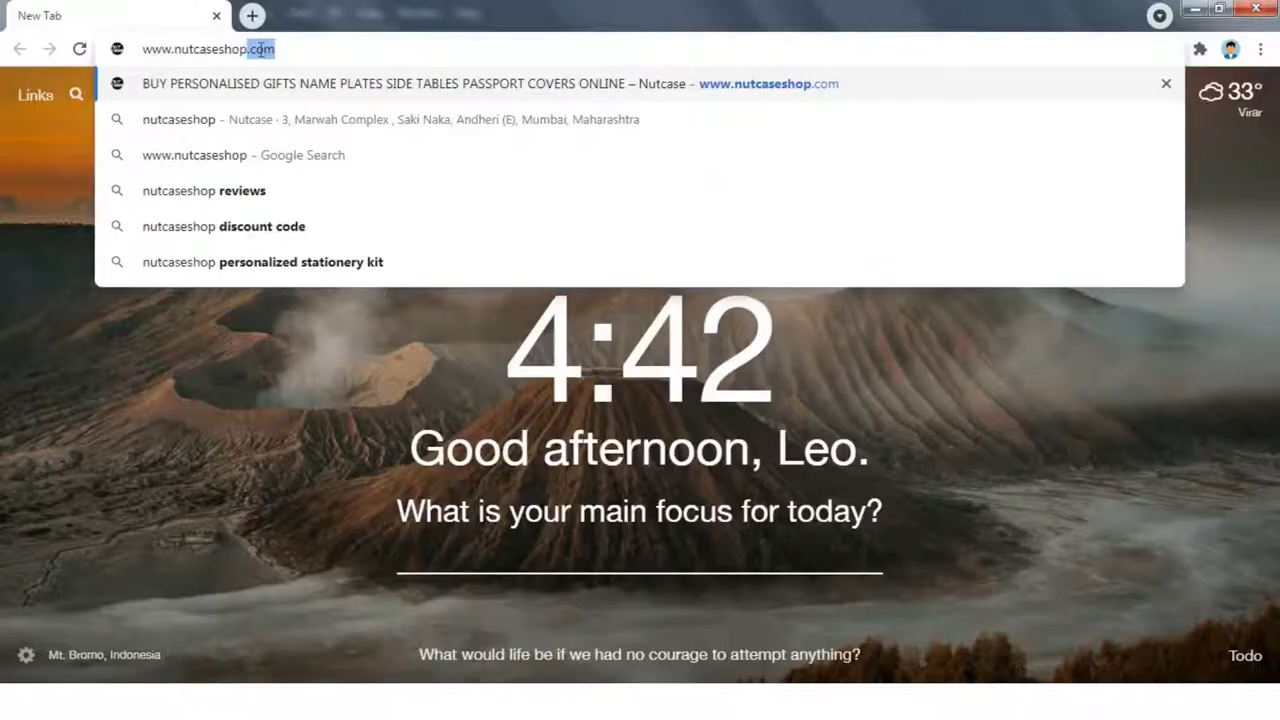 New Tab
www.nutcaseshop.com
BUY PERSONALISED GIFTS NAME PLATES SIDE TABLES PASSPORT COVERS ONLINE – Nutcase - www.nutcaseshop.com
Links
33°
Virar
nutcaseshop - Nutcase · 3, Marwah Complex , Saki Naka, Andheri (E), Mumbai, Maharashtra
www.nutcaseshop - Google Search
nutcaseshop reviews
nutcaseshop discount code
nutcaseshop personalized stationery kit
4:42
Good afternoon, Leo.
What is your main focus for today?
Mt. Bromo, Indonesia
What would life be if we had no courage to attempt anything?
Todo